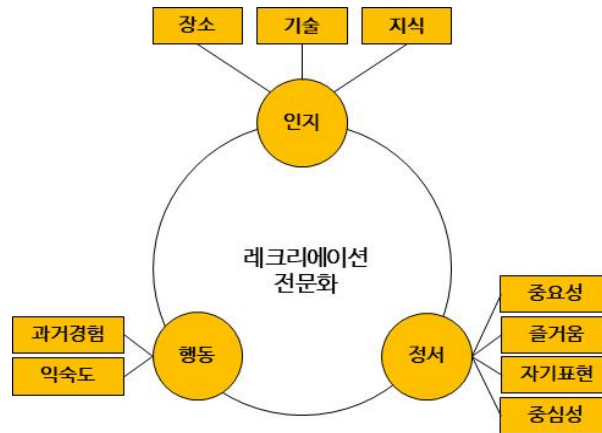 장소
기술
지식
인지
레크리에이션
전문화
과거경험
익숙도
행동
정서
중요성
즐거움
자기표현
중심성